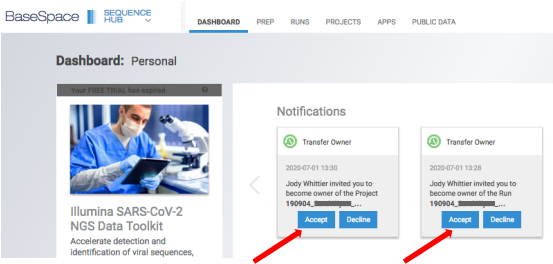 BaseSpace SEQUENCE HUB
DASHBOARD PREP RUNS PROJECTS APPS PUBLIC DATA
Dashboard: Personal
Your FREE TRIAL has expired
Notifications
Transfer Owner
2020-07-01 13:30
Jody Whittier invited you to
become owner of the Project
190904_ _...
Accept Decline
Transfer Owner
2020-07-01 13:28
Jody Whittier invited you to
become owner of the Run
190904_ _...
Accept Decline
Illumina SARS-CoV-2
NGS Data Toolkit
Accelerate detection and
identification of viral sequences,